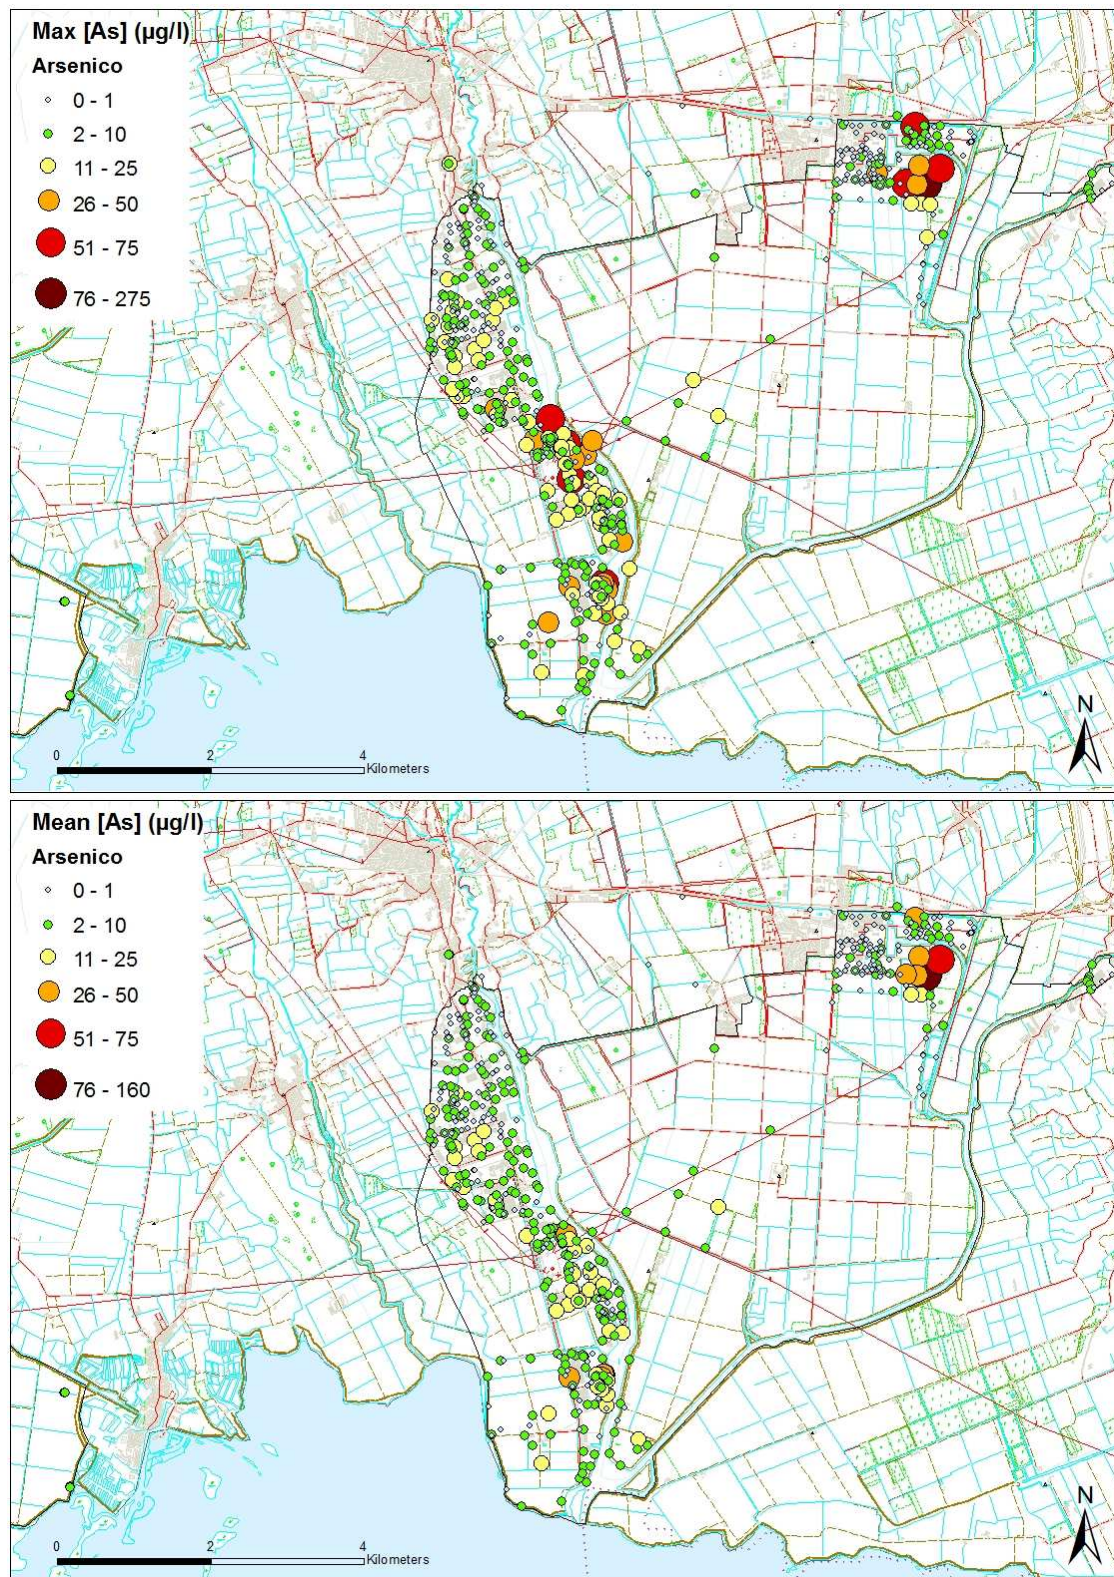 Max [As] (µg/l)
Arsenico
0 - 1
2 - 10
11 - 25
26 - 50
51 - 75
76 - 275
N
0 2 4
Kilometers
Mean [As] (µg/l)
Arsenico
0 - 1
2 - 10
11 - 25
26 - 50
51 - 75
76 - 160
N
0 2 4
Kilometers